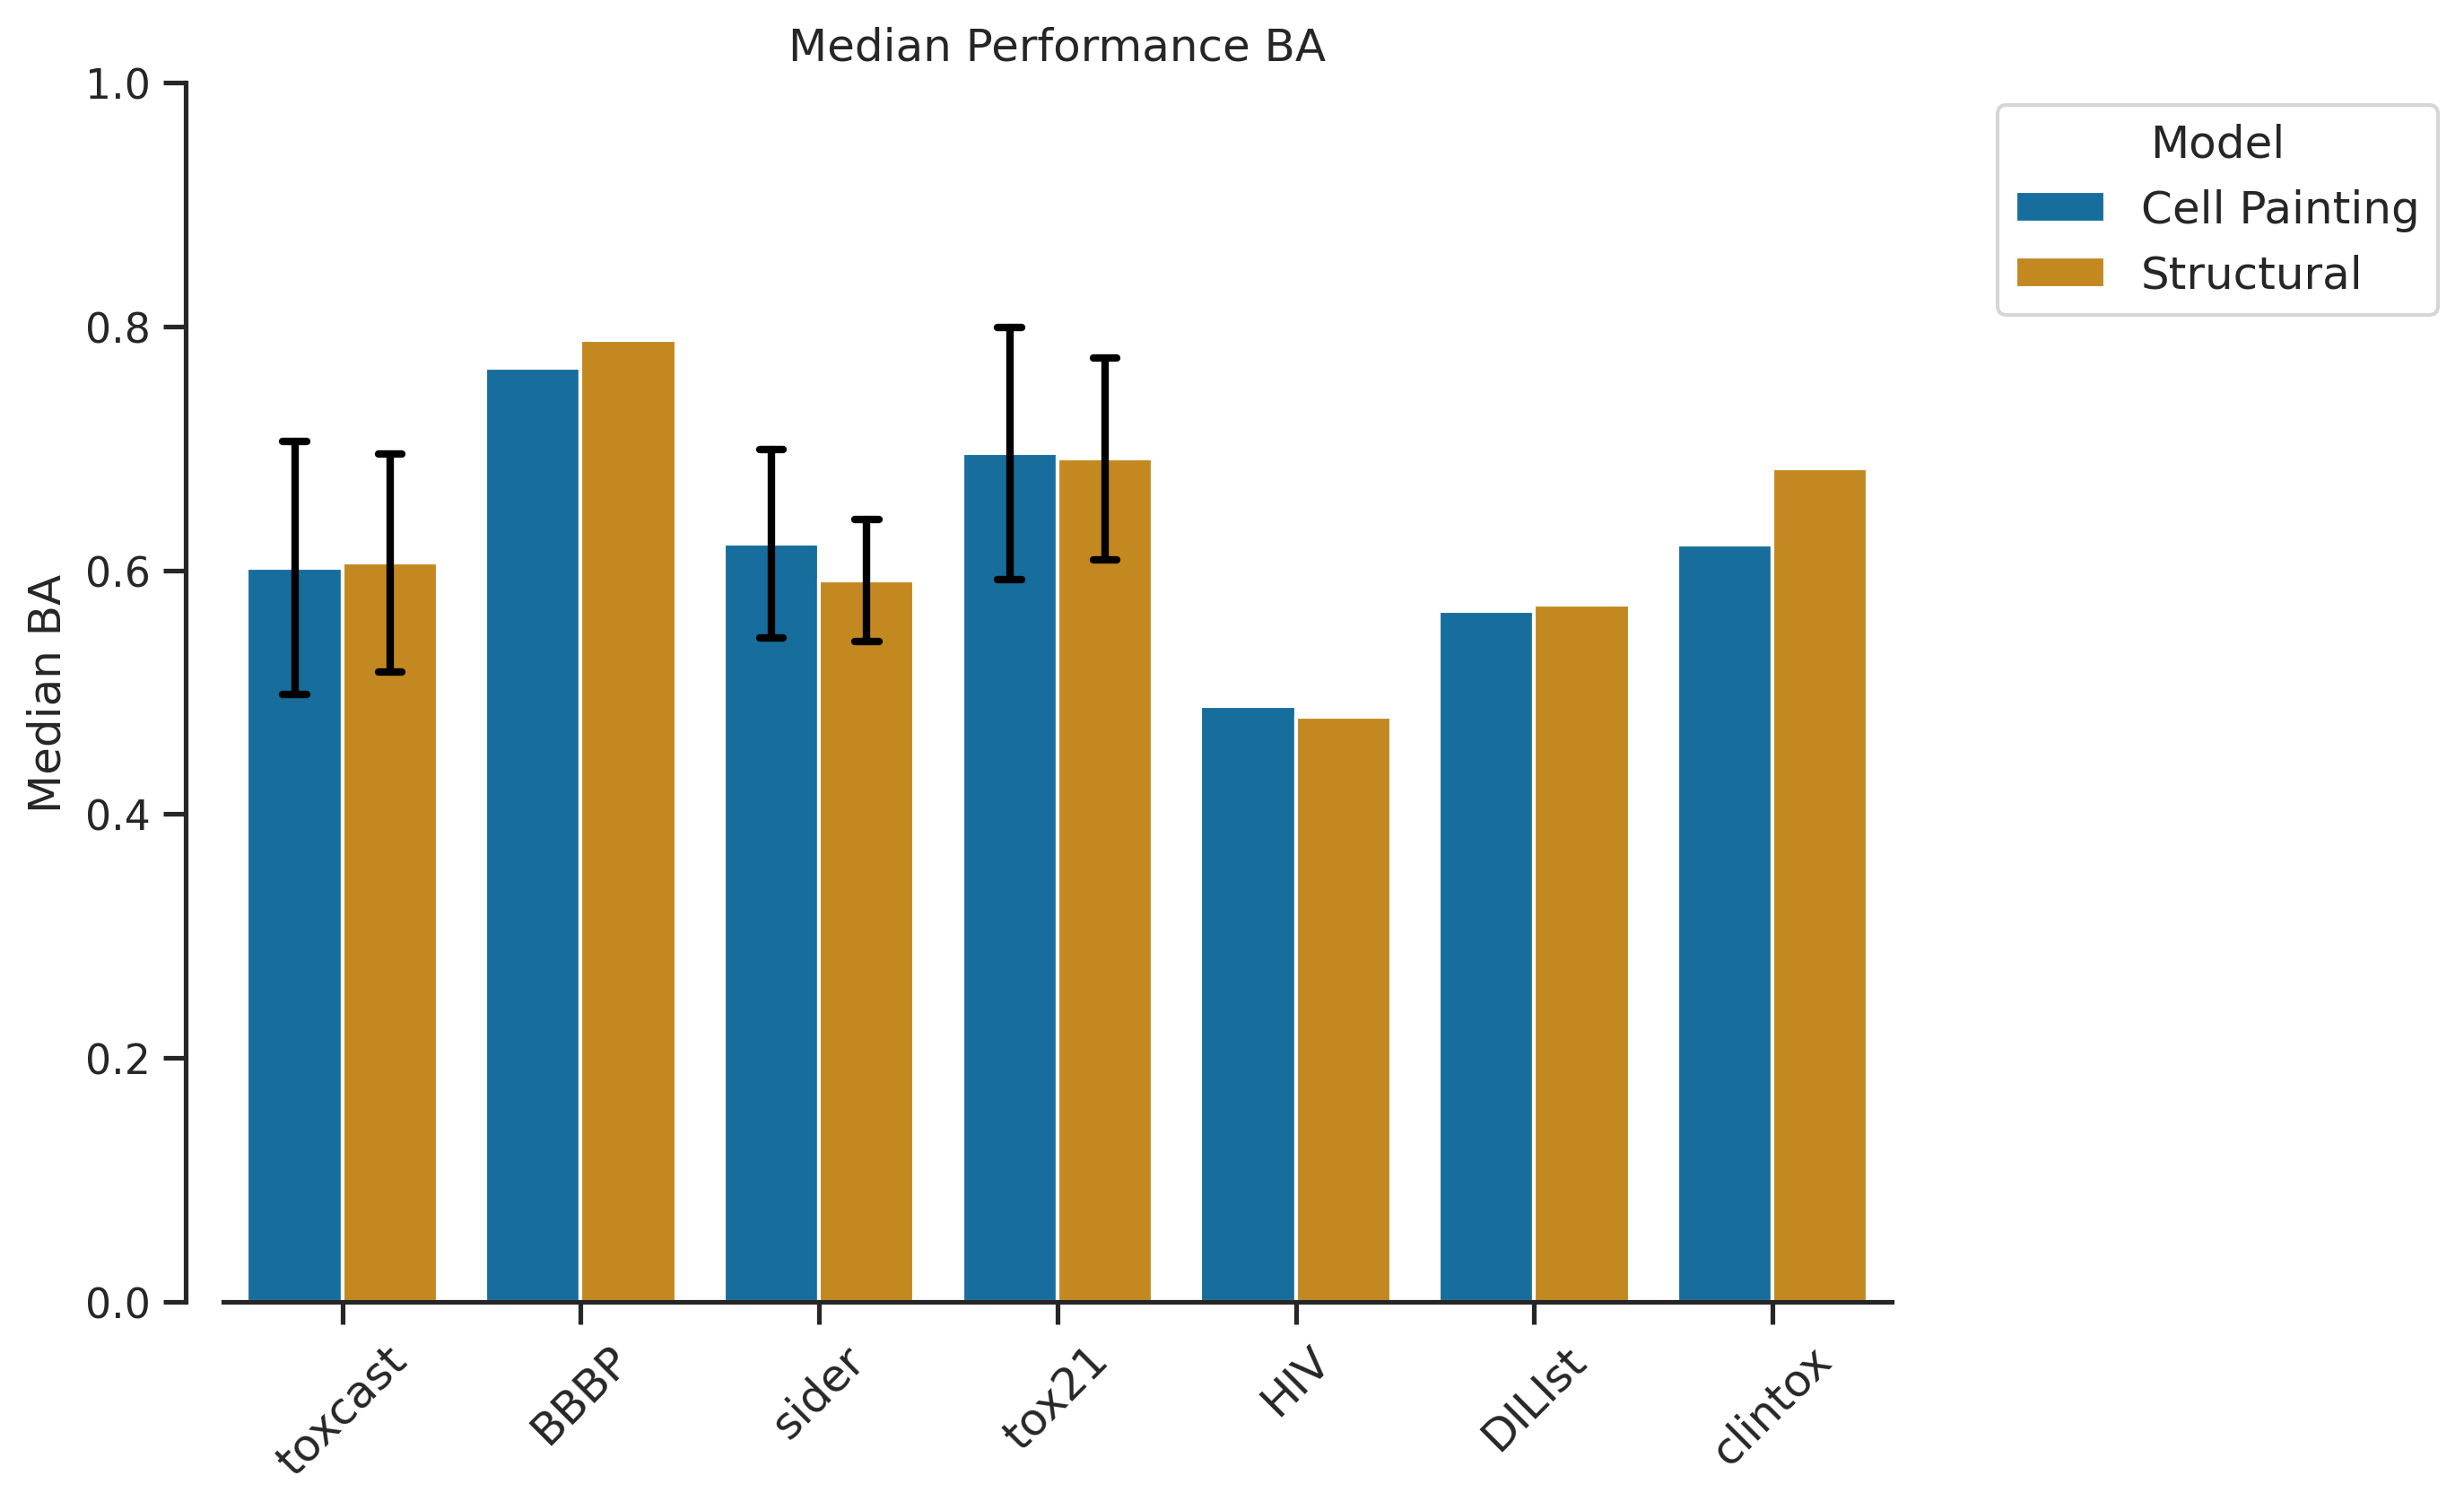 Median Performance BA
1.0
0.8
0.6
0.4
0.2
0.0
Median BA
toxcast
BBBP
sider
tox21
HIV
DILIst
clintox
Model
Cell Painting
Structural